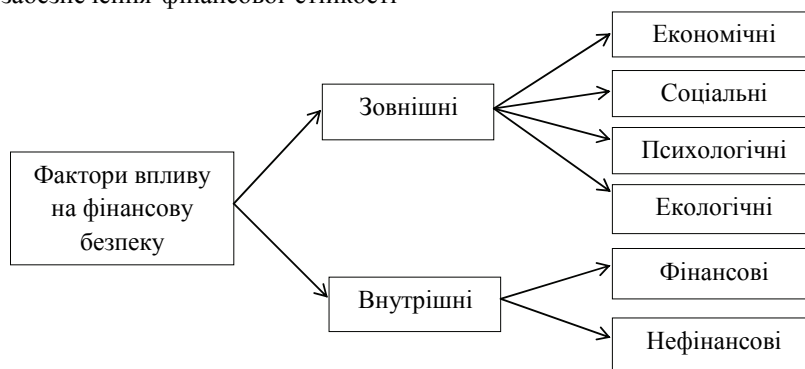 забезпечення фінансової стійкості
Економічні
Зовнішні
Соціальні
Психологічні
Фактори впливу
на фінансову
безпеку
Екологічні
Внутрішні
Фінансові
Нефінансові